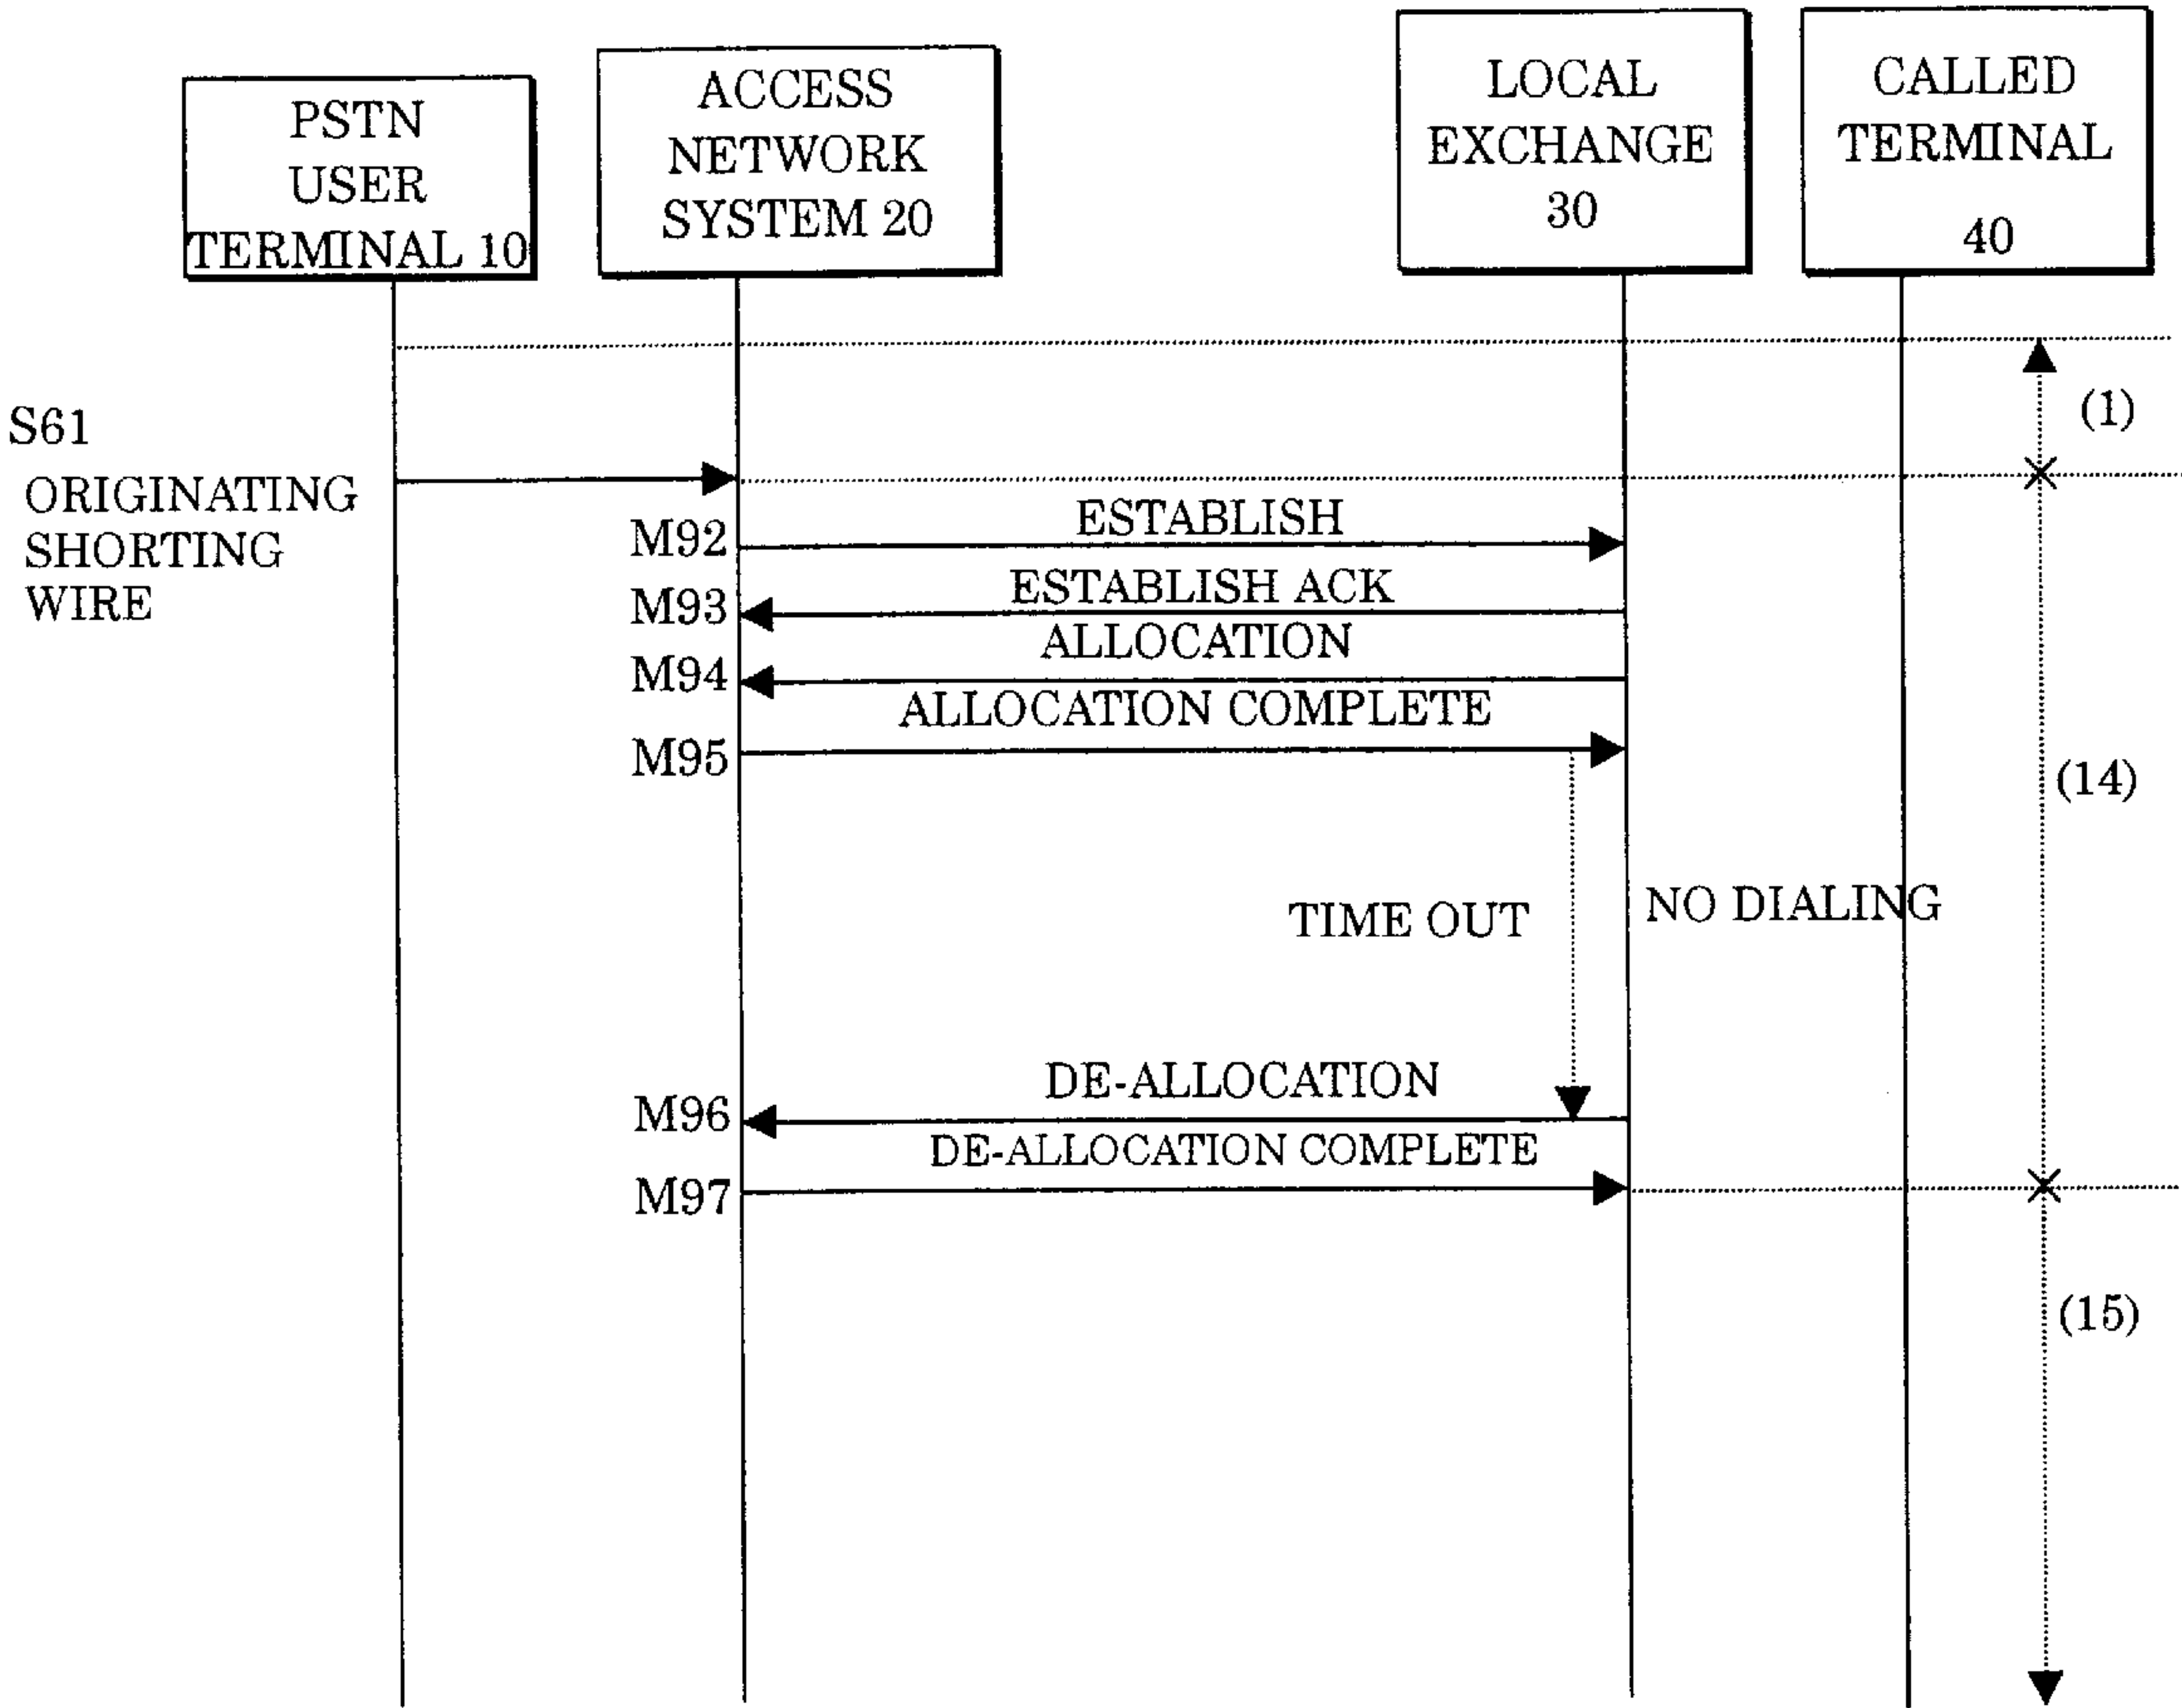 PSTN
USER
TERMINAL 10
ACCESS
NETWORK
SYSTEM 20
LOCAL
EXCHANGE
30
CALLED
TERMINAL
40
(1)
S61
ORIGINATING
SHORTING
WIRE
M92
ESTABLISH
M93
ESTABLISH ACK
M94
ALLOCATION
M95
ALLOCATION COMPLETE
(14)
TIME OUT
NO DIALING
M96
DE-ALLOCATION
M97
DE-ALLOCATION COMPLETE
(15)